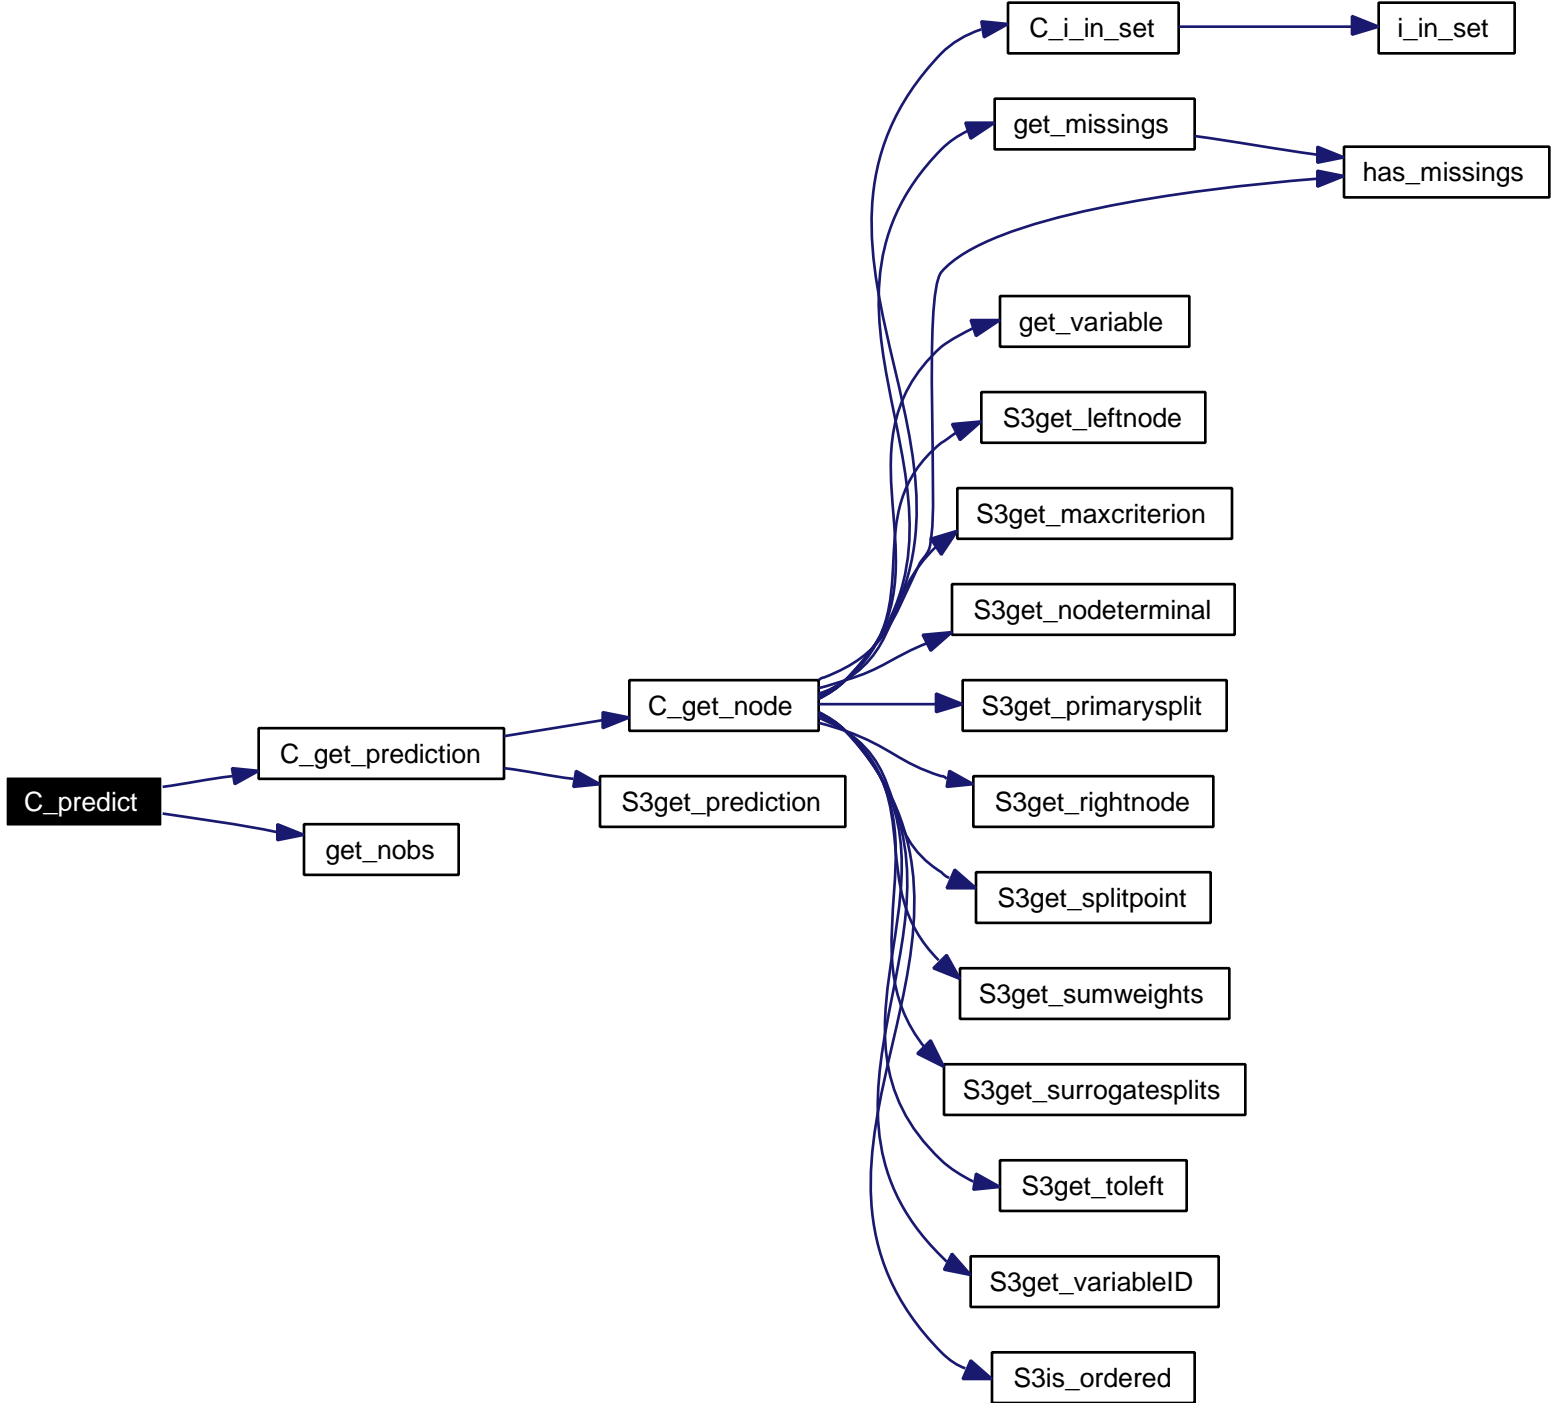 C_i_in_set
i_in_set
get_missings
has_missings
get_variable
S3get_leftnode
S3get_maxcriterion
S3get_nodeterminal
C_get_node
S3get_primarysplit
C_get_prediction
C_predict
S3get_prediction
S3get_rightnode
get_nobs
S3get_splitpoint
S3get_sumweights
S3get_surrogatesplits
S3get_toleft
S3get_variableID
S3is_ordered